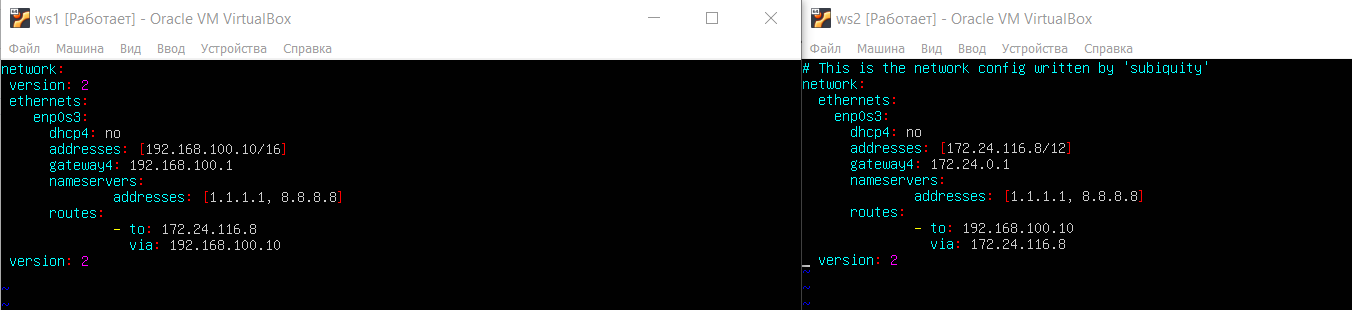 ws1 [Работает] - Oracle VM VirtualBox
Файл Машина Вид Ввод Устройства Справка
network:
 version: 2
 ethernets:
    enp0s3:
      dhcp4: no
      addresses: [192.168.100.10/16]
      gateway4: 192.168.100.1
      nameservers:
              addresses: [1.1.1.1, 8.8.8.8]
      routes:
              - to: 172.24.116.8
                via: 192.168.100.10
 version: 2
~
~
ws2 [Работает] - Oracle VM VirtualBox
Файл Машина Вид Ввод Устройства Справка
# This is the network config written by 'subiquity'
network:
  ethernets:
    enp0s3:
      dhcp4: no
      addresses: [172.24.116.8/12]
      gateway4: 172.24.0.1
      nameservers:
              addresses: [1.1.1.1, 8.8.8.8]
      routes:
              - to: 192.168.100.10
                via: 172.24.116.8
  version: 2
~
~
~